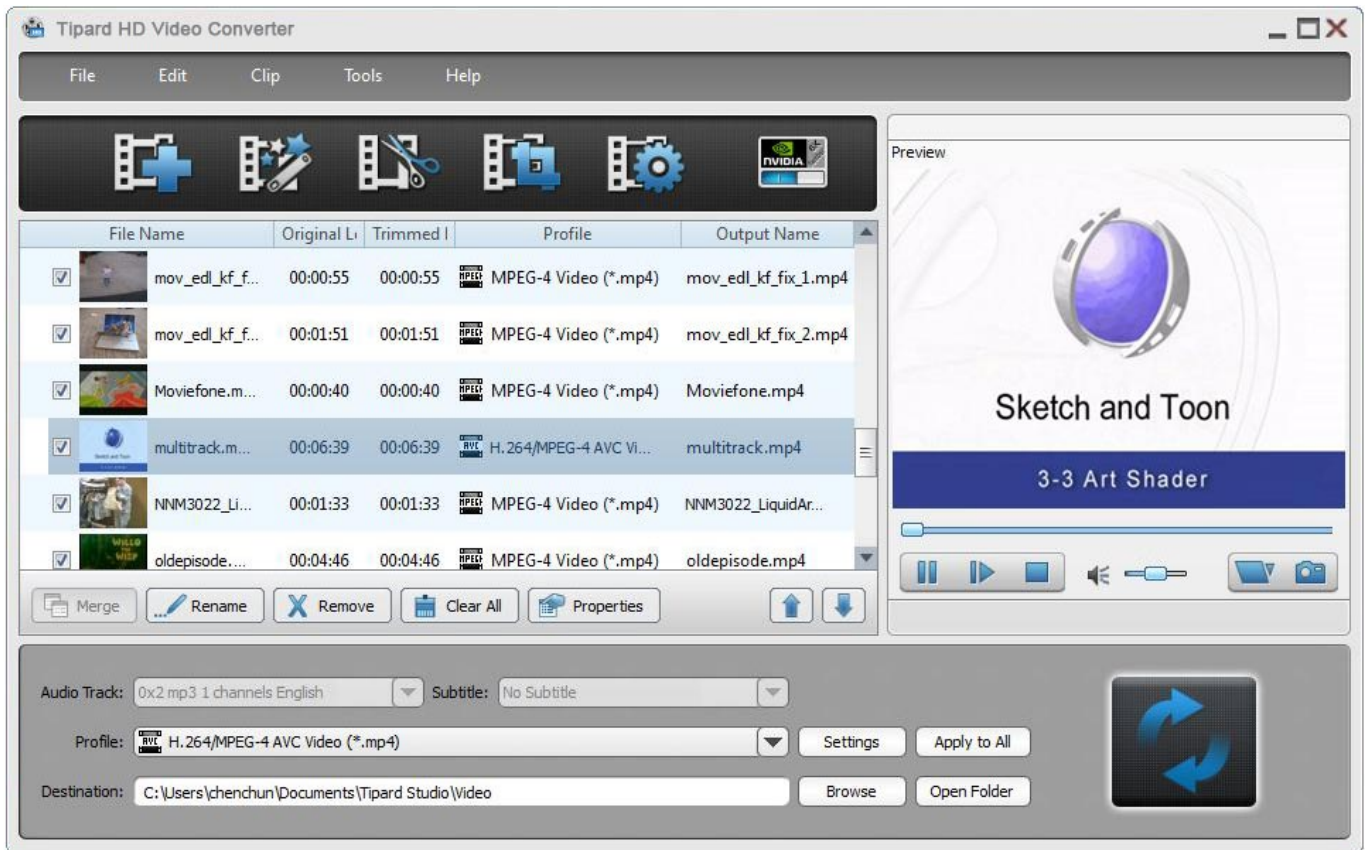 Tipard HD Video Converter
File Edit Clip Tools Help
NVIDIA
Preview
File Name Original L Trimmed Profile Output Name
mov_edl_kf_f... 00:00:55 00:00:55 MPEG-4 Video (*.mp4) mov_edl_kf_fix_1.mp4
mov_edl_kf_f... 00:01:51 00:01:51 MPEG-4 Video (*.mp4) mov_edl_kf_fix_2.mp4
Moviefone.m... 00:00:40 00:00:40 MPEG-4 Video (*.mp4) Moviefone.mp4
multitrack.m... 00:06:39 00:06:39 AVC H.264/MPEG-4 AVC Vi... multitrack.mp4
NNM3022_Li... 00:01:33 00:01:33 MPEG-4 Video (*.mp4) NNM3022_LiquidAr...
oldepisode.... 00:04:46 00:04:46 MPEG-4 Video (*.mp4) oldepisode.mp4
Sketch and Toon
3-3 Art Shader
Merge Rename Remove Clear All Properties
Audio Track: 0x2 mp3 1 channels English Subtitle: No Subtitle
Profile: AVC H.264/MPEG-4 AVC Video (*.mp4) Settings Apply to All
Destination: C:\Users\chenchun\Documents\Tipard Studio\Video Browse Open Folder